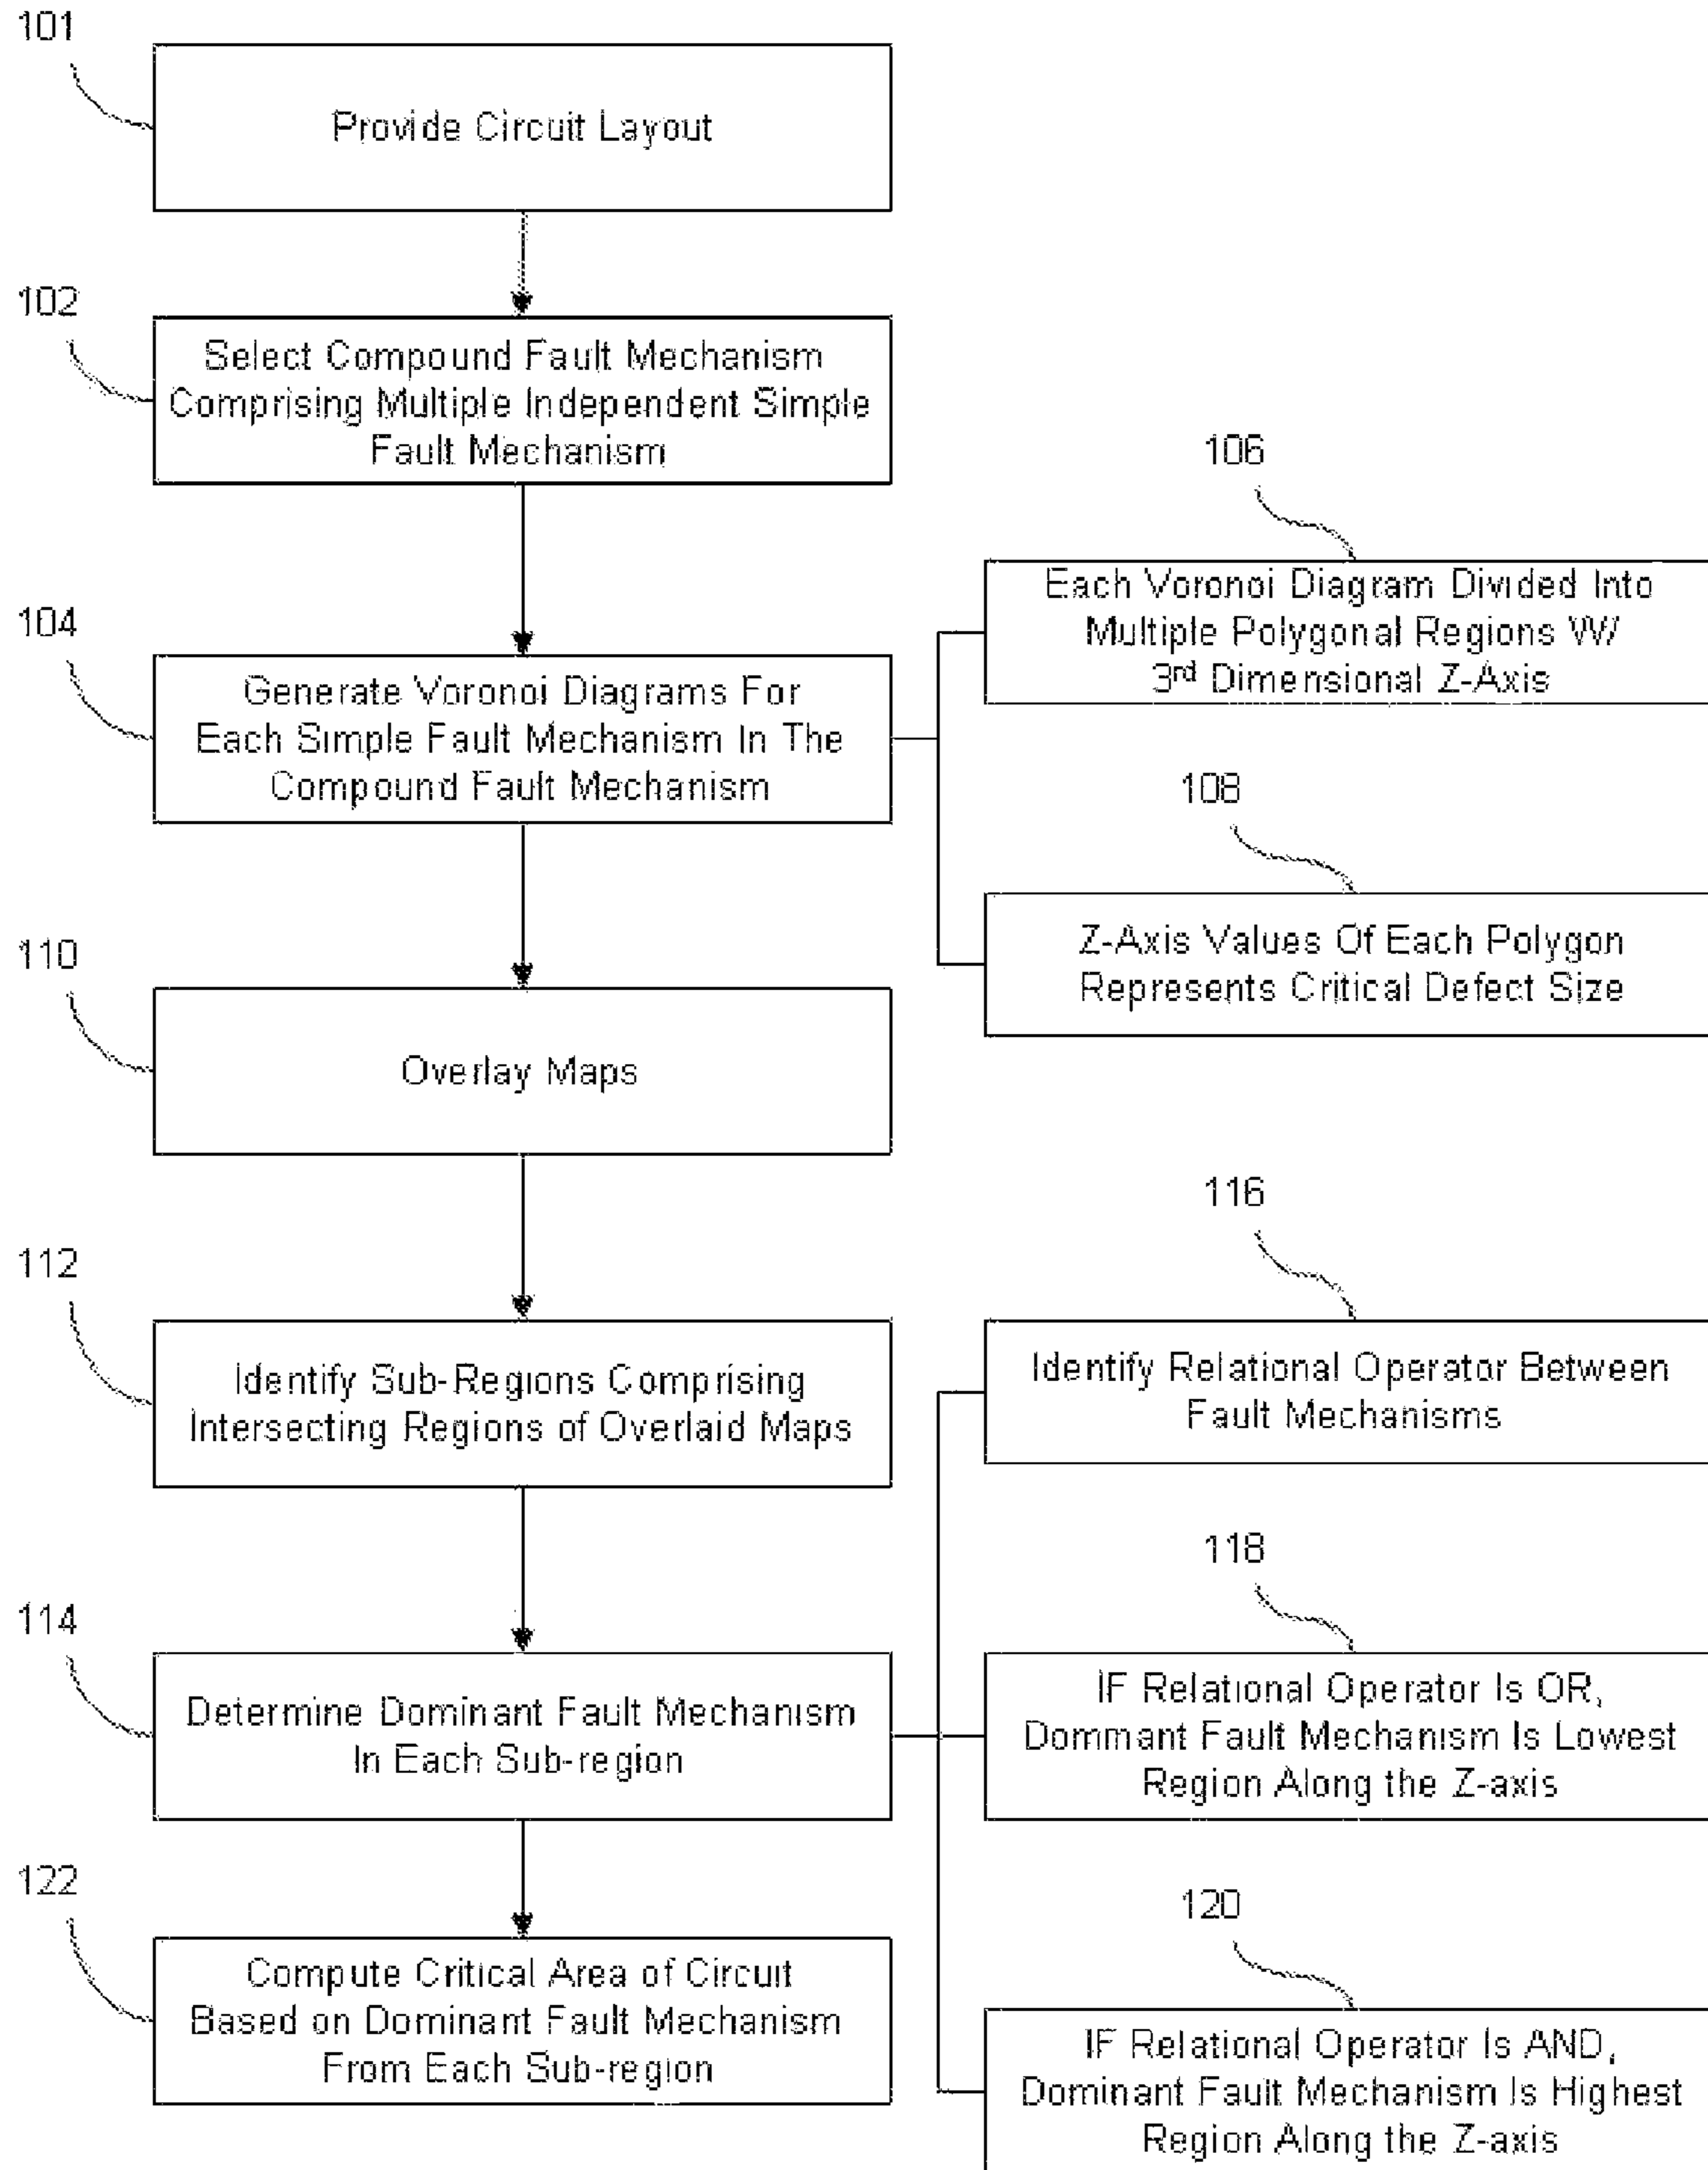 101
Provide Circuit Layout
102
Select Compound Fault Mechanism
Comprising Multiple Independent Simple
Fault Mechanism
106
Each Voronoi Diagram Divided Into
Multiple Polygonal Regions W/
3rd Dimensional Z-Axis
104
Generate Voronoi Diagrams For
Each Simple Fault Mechanism In The
Compound Fault Mechanism
108
Z-Axis Values Of Each Polygon
Represents Critical Defect Size
110
Overlay Maps
116
Identify Relational Operator Between
Fault Mechanisms
112
Identify Sub-Regions Comprising
Intersecting Regions of Overlaid Maps
118
IF Relational Operator Is OR,
Dominant Fault Mechanism Is Lowest
Region Along the Z-axis
114
Determine Dominant Fault Mechanism
In Each Sub-region
120
IF Relational Operator Is AND,
Dominant Fault Mechanism Is Highest
Region Along the Z-axis
122
Compute Critical Area of Circuit
Based on Dominant Fault Mechanism
From Each Sub-region